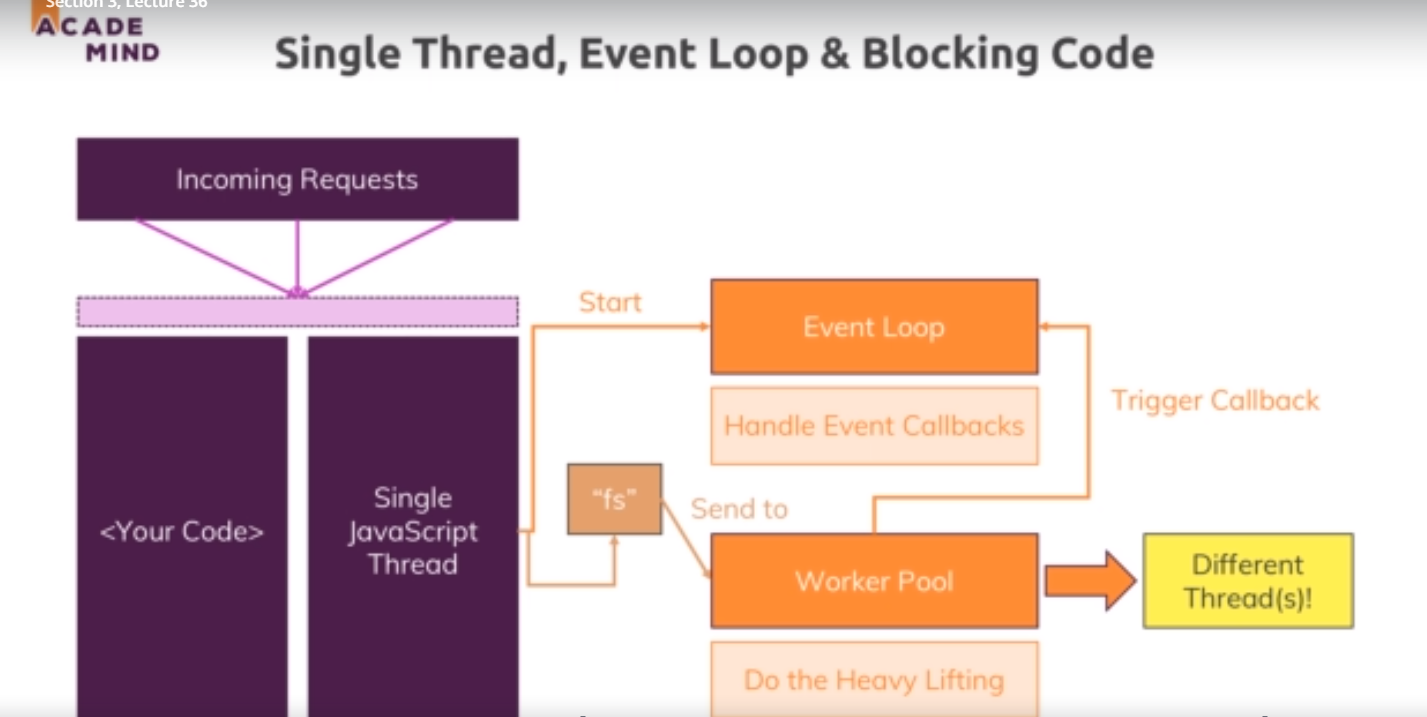 Section 3, Lecture 36
ACADE
MIND
Single Thread, Event Loop & Blocking Code
Incoming Requests
Start
Event Loop
Handle Event Callbacks
Trigger Callback
<Your Code>
Single
JavaScript
Thread
“fs”
Send to
Worker Pool
Different
Thread(s)!
Do the Heavy Lifting